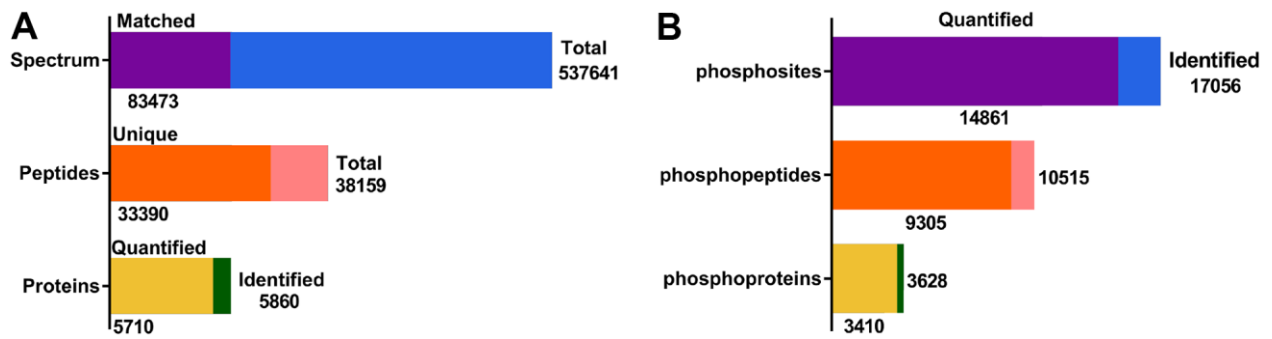 A
Matched
Spectrum
Total
537641
83473
Unique
Peptides
Total
38159
33390
Quantified
Proteins
Identified
5860
5710
B
Quantified
phosphosites
Identified
17056
14861
phosphopeptides
10515
9305
phosphoproteins
3628
3410